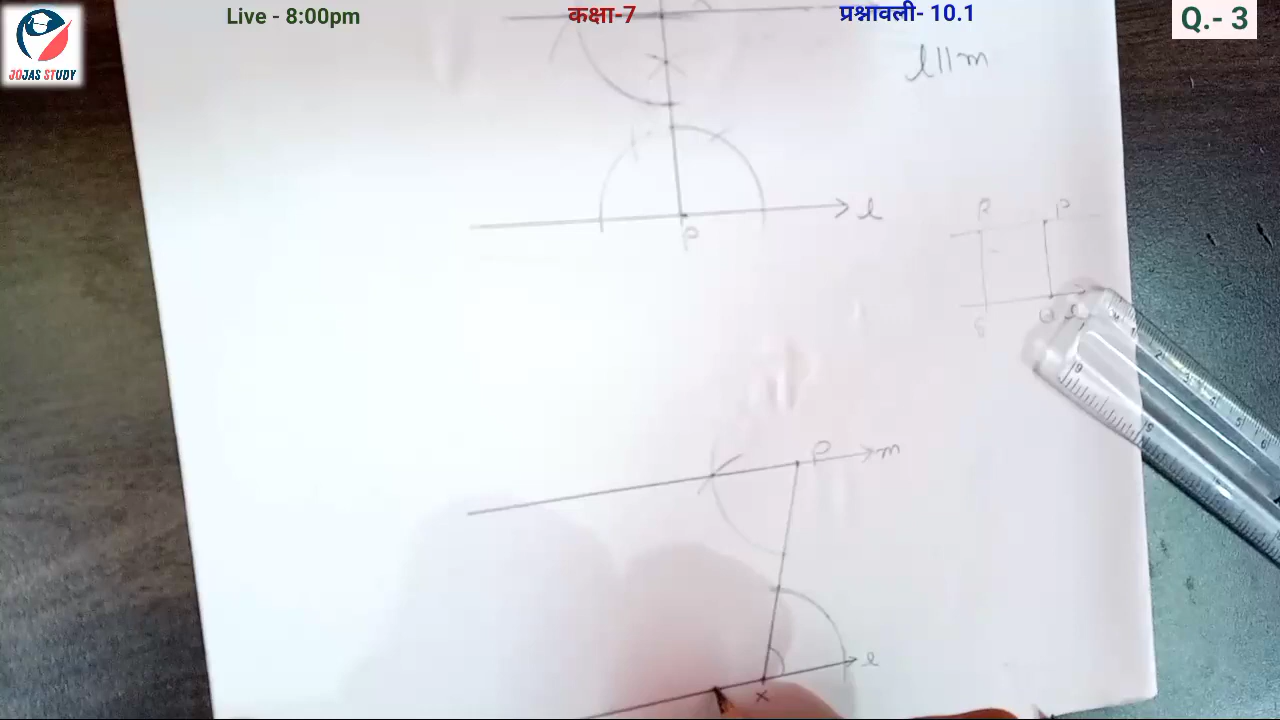 Live - 8:00pm
कक्षा-7
प्रश्नावली- 10.1
Q.- 3
JOJAS STUDY
l || m
l
P
R P
S Q l
P m
l
x